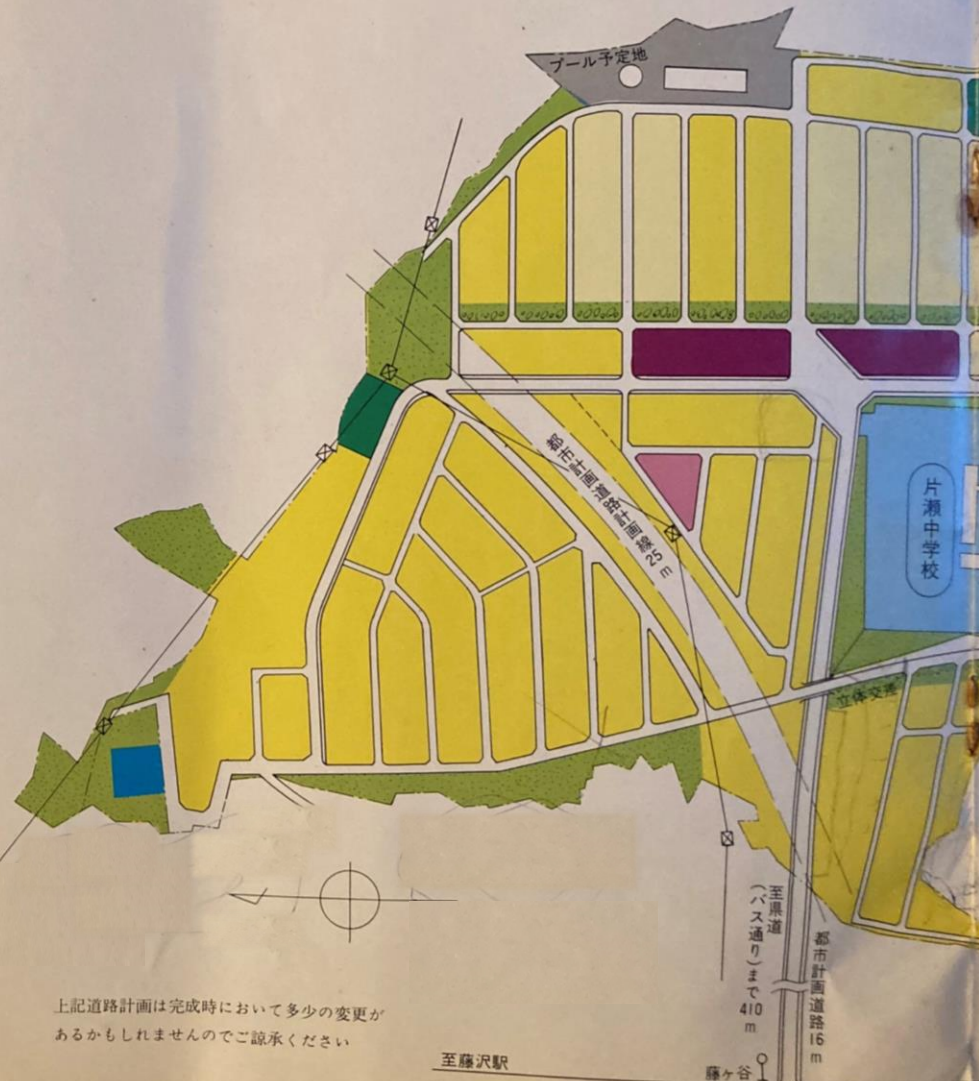 プール予定地
都市計画道路計画線25m
片瀬中学校
立体交差
至県道
(バス通り)まで410m
都市計画道路16m
上記道路計画は完成時において多少の変更が
あるかもしれませんのでご諒承ください
至藤沢駅
藤ヶ谷